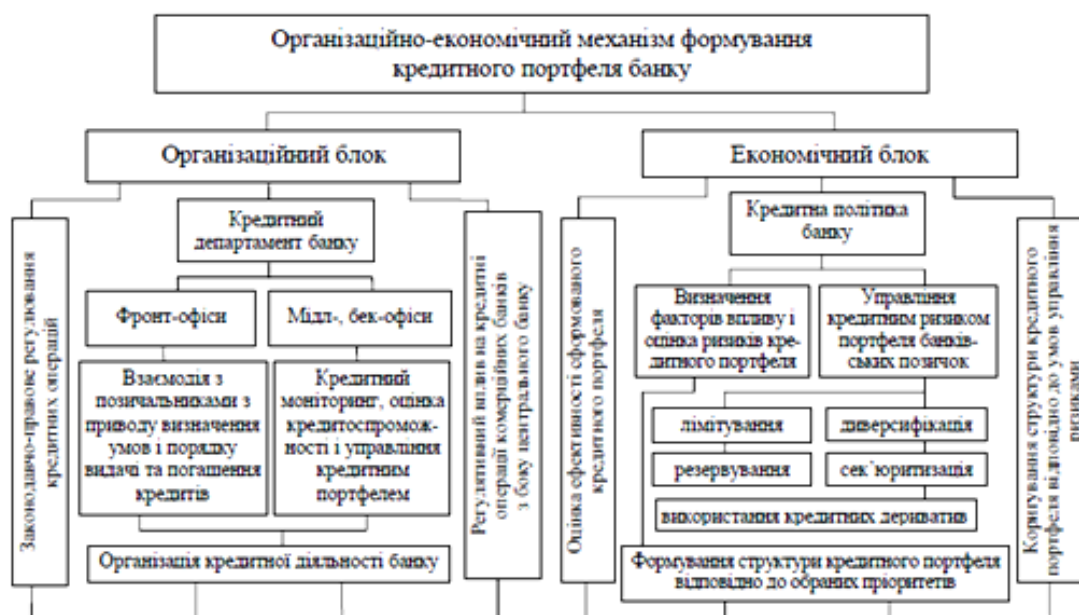 Організаційно-економічний механізм формування
кредитного портфеля банку
Організаційний блок
Економічний блок
Законодавчо-правове регулювання
кредитних операцій
Кредитний
департамент банку
Фронт-офіси
Мідл-, бек-офіси
Взаємодія з
позичальниками з
приводу визначення
умов і порядку
видачі та погашення
кредитів
Кредитний
моніторинг, оцінка
кредитоспромож-
ності і управління
кредитним
портфелем
Організація кредитної діяльності банку
Регулятивний вплив на кредитні
операції комерційних банків
з боку центрального банку
Оцінка ефективності сформованого
кредитного портфеля
Кредитна політика
банку
Визначення
факторів впливу і
оцінка ризиків кре-
дитного портфеля
Управління
кредитним ризиком
портфеля банків-
ських позичок
лімітування
диверсифікація
резервування
сек`юритизація
використання кредитних дериватив
Формування структури кредитного портфеля
відповідно до обраних пріоритетів
Коригування структури кредитного
портфеля відповідно до умов управління
ризиками